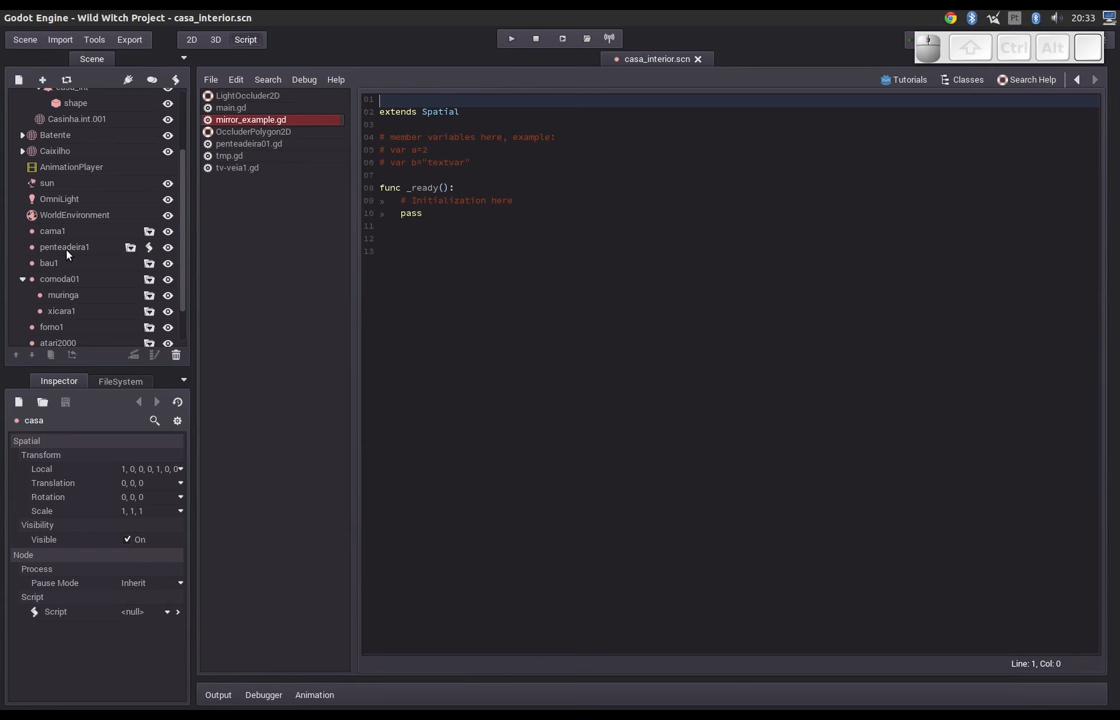 Godot Engine - Wild Witch Project - casa_interior.scn
Pt
20:33
Scene Import Tools Export
2D 3D Script
Ctrl Alt
Scene
casa_interior.scn
File Edit Search Debug Help
Tutorials Classes Search Help
casa_int
shape
Casinha.int.001
Batente
Caixilho
AnimationPlayer
sun
OmniLight
WorldEnvironment
cama1
penteadeira1
bau1
comoda01
muringa
xicara1
forno1
atari2000
LightOccluder2D
main.gd
mirror_example.gd
OccluderPolygon2D
penteadeira01.gd
tmp.gd
tv-veia1.gd
01
02 extends Spatial
03
04 # member variables here, example:
05 # var a=2
06 # var b="textvar"
07
08 func _ready():
09 » # Initialization here
10 » pass
11
12
13
Inspector FileSystem
casa
Spatial
Transform
Local 1, 0, 0, 0, 1, 0, 0
Translation 0, 0, 0
Rotation 0, 0, 0
Scale 1, 1, 1
Visibility
Visible On
Node
Process
Pause Mode Inherit
Script
Script <null>
Line: 1, Col: 0
Output Debugger Animation